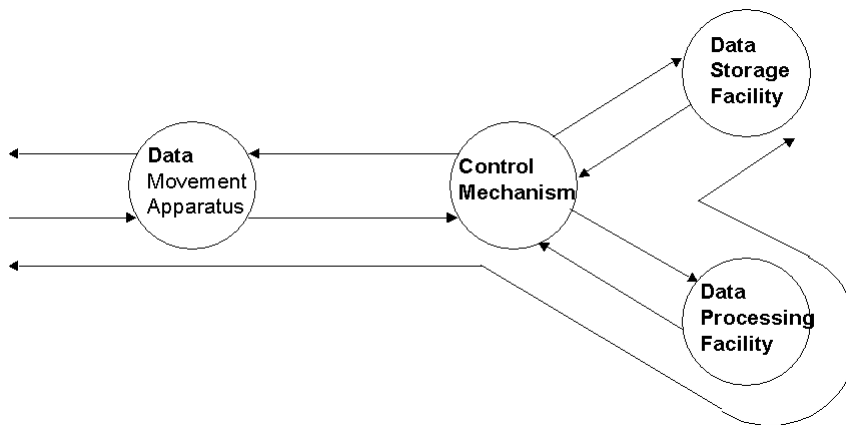 Data
Storage
Facility
Data
Movement
Apparatus
Control
Mechanism
Data
Processing
Facility